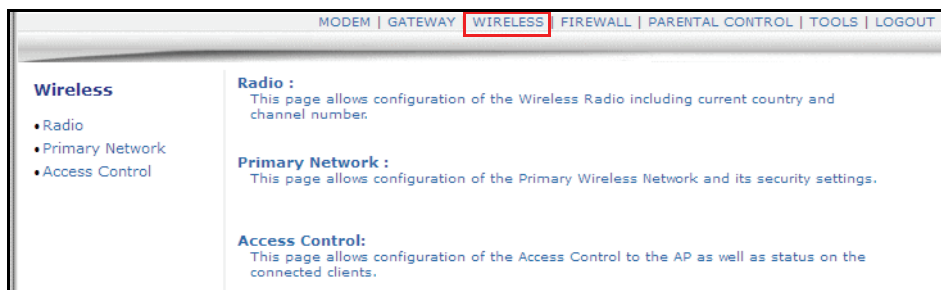 MODEM | GATEWAY | WIRELESS | FIREWALL | PARENTAL CONTROL | TOOLS | LOGOUT
Wireless
•Radio
•Primary Network
•Access Control
Radio :
This page allows configuration of the Wireless Radio including current country and
channel number.
Primary Network :
This page allows configuration of the Primary Wireless Network and its security settings.
Access Control:
This page allows configuration of the Access Control to the AP as well as status on the
connected clients.